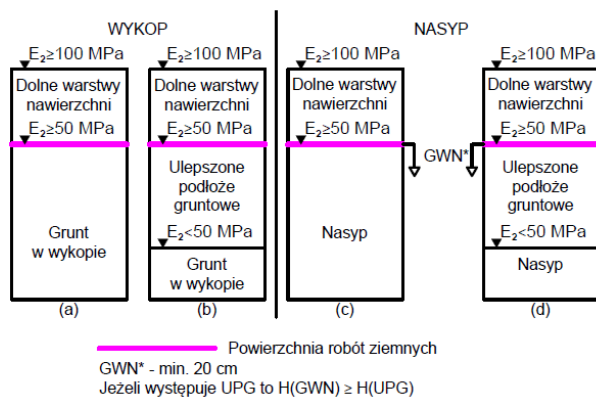 WYKOP
NASYP
E2≥100 MPa
E2≥100 MPa
E2≥100 MPa
E2≥100 MPa
Dolne warstwy
nawierzchni
Dolne warstwy
nawierzchni
Dolne warstwy
nawierzchni
Dolne warstwy
nawierzchni
E2≥50 MPa
E2≥50 MPa
E2≥50 MPa
E2≥50 MPa
GWN*
Grunt
w wykopie
Ulepszone
podłoże
gruntowe
Nasyp
Ulepszone
podłoże
gruntowe
E2<50 MPa
E2<50 MPa
Grunt
w wykopie
Nasyp
(a)
(b)
(c)
(d)
Powierzchnia robót ziemnych
GWN* - min. 20 cm
Jeżeli występuje UPG to H(GWN) ≥ H(UPG)